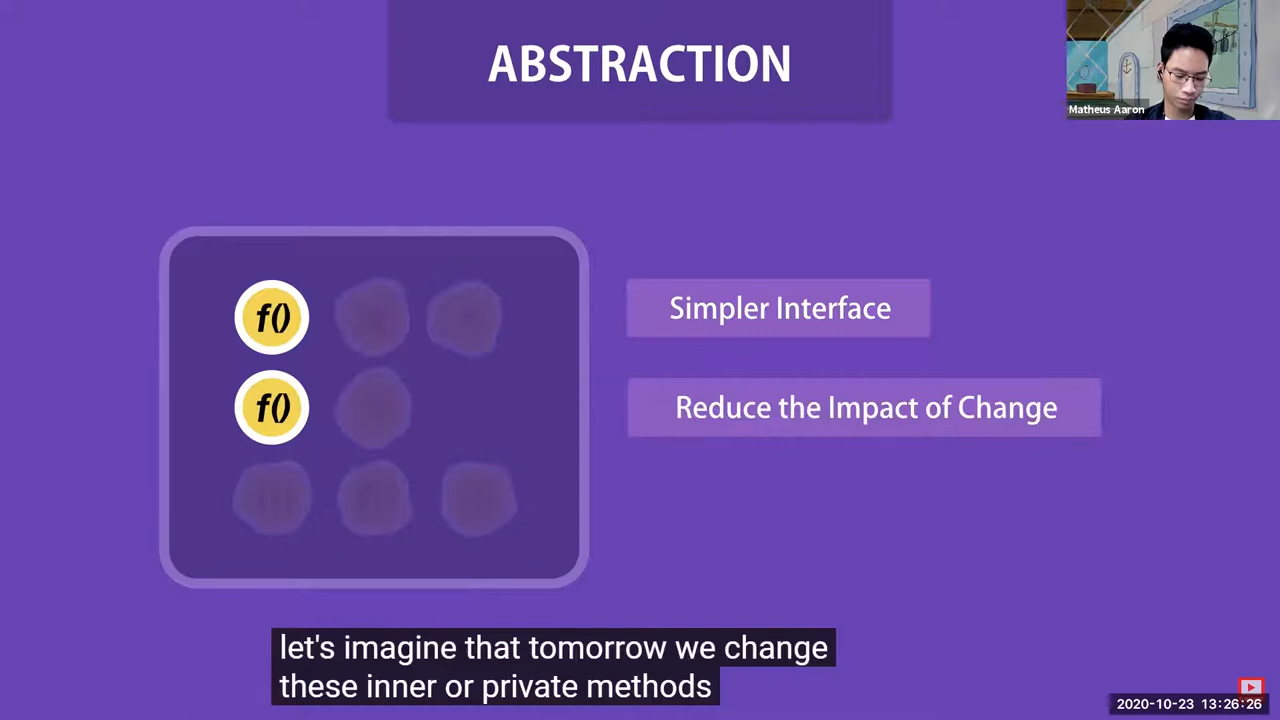 ABSTRACTION
Matheus Aaron
f()
Simpler Interface
f()
Reduce the Impact of Change
let's imagine that tomorrow we change
these inner or private methods
2020-10-23 13:26:26